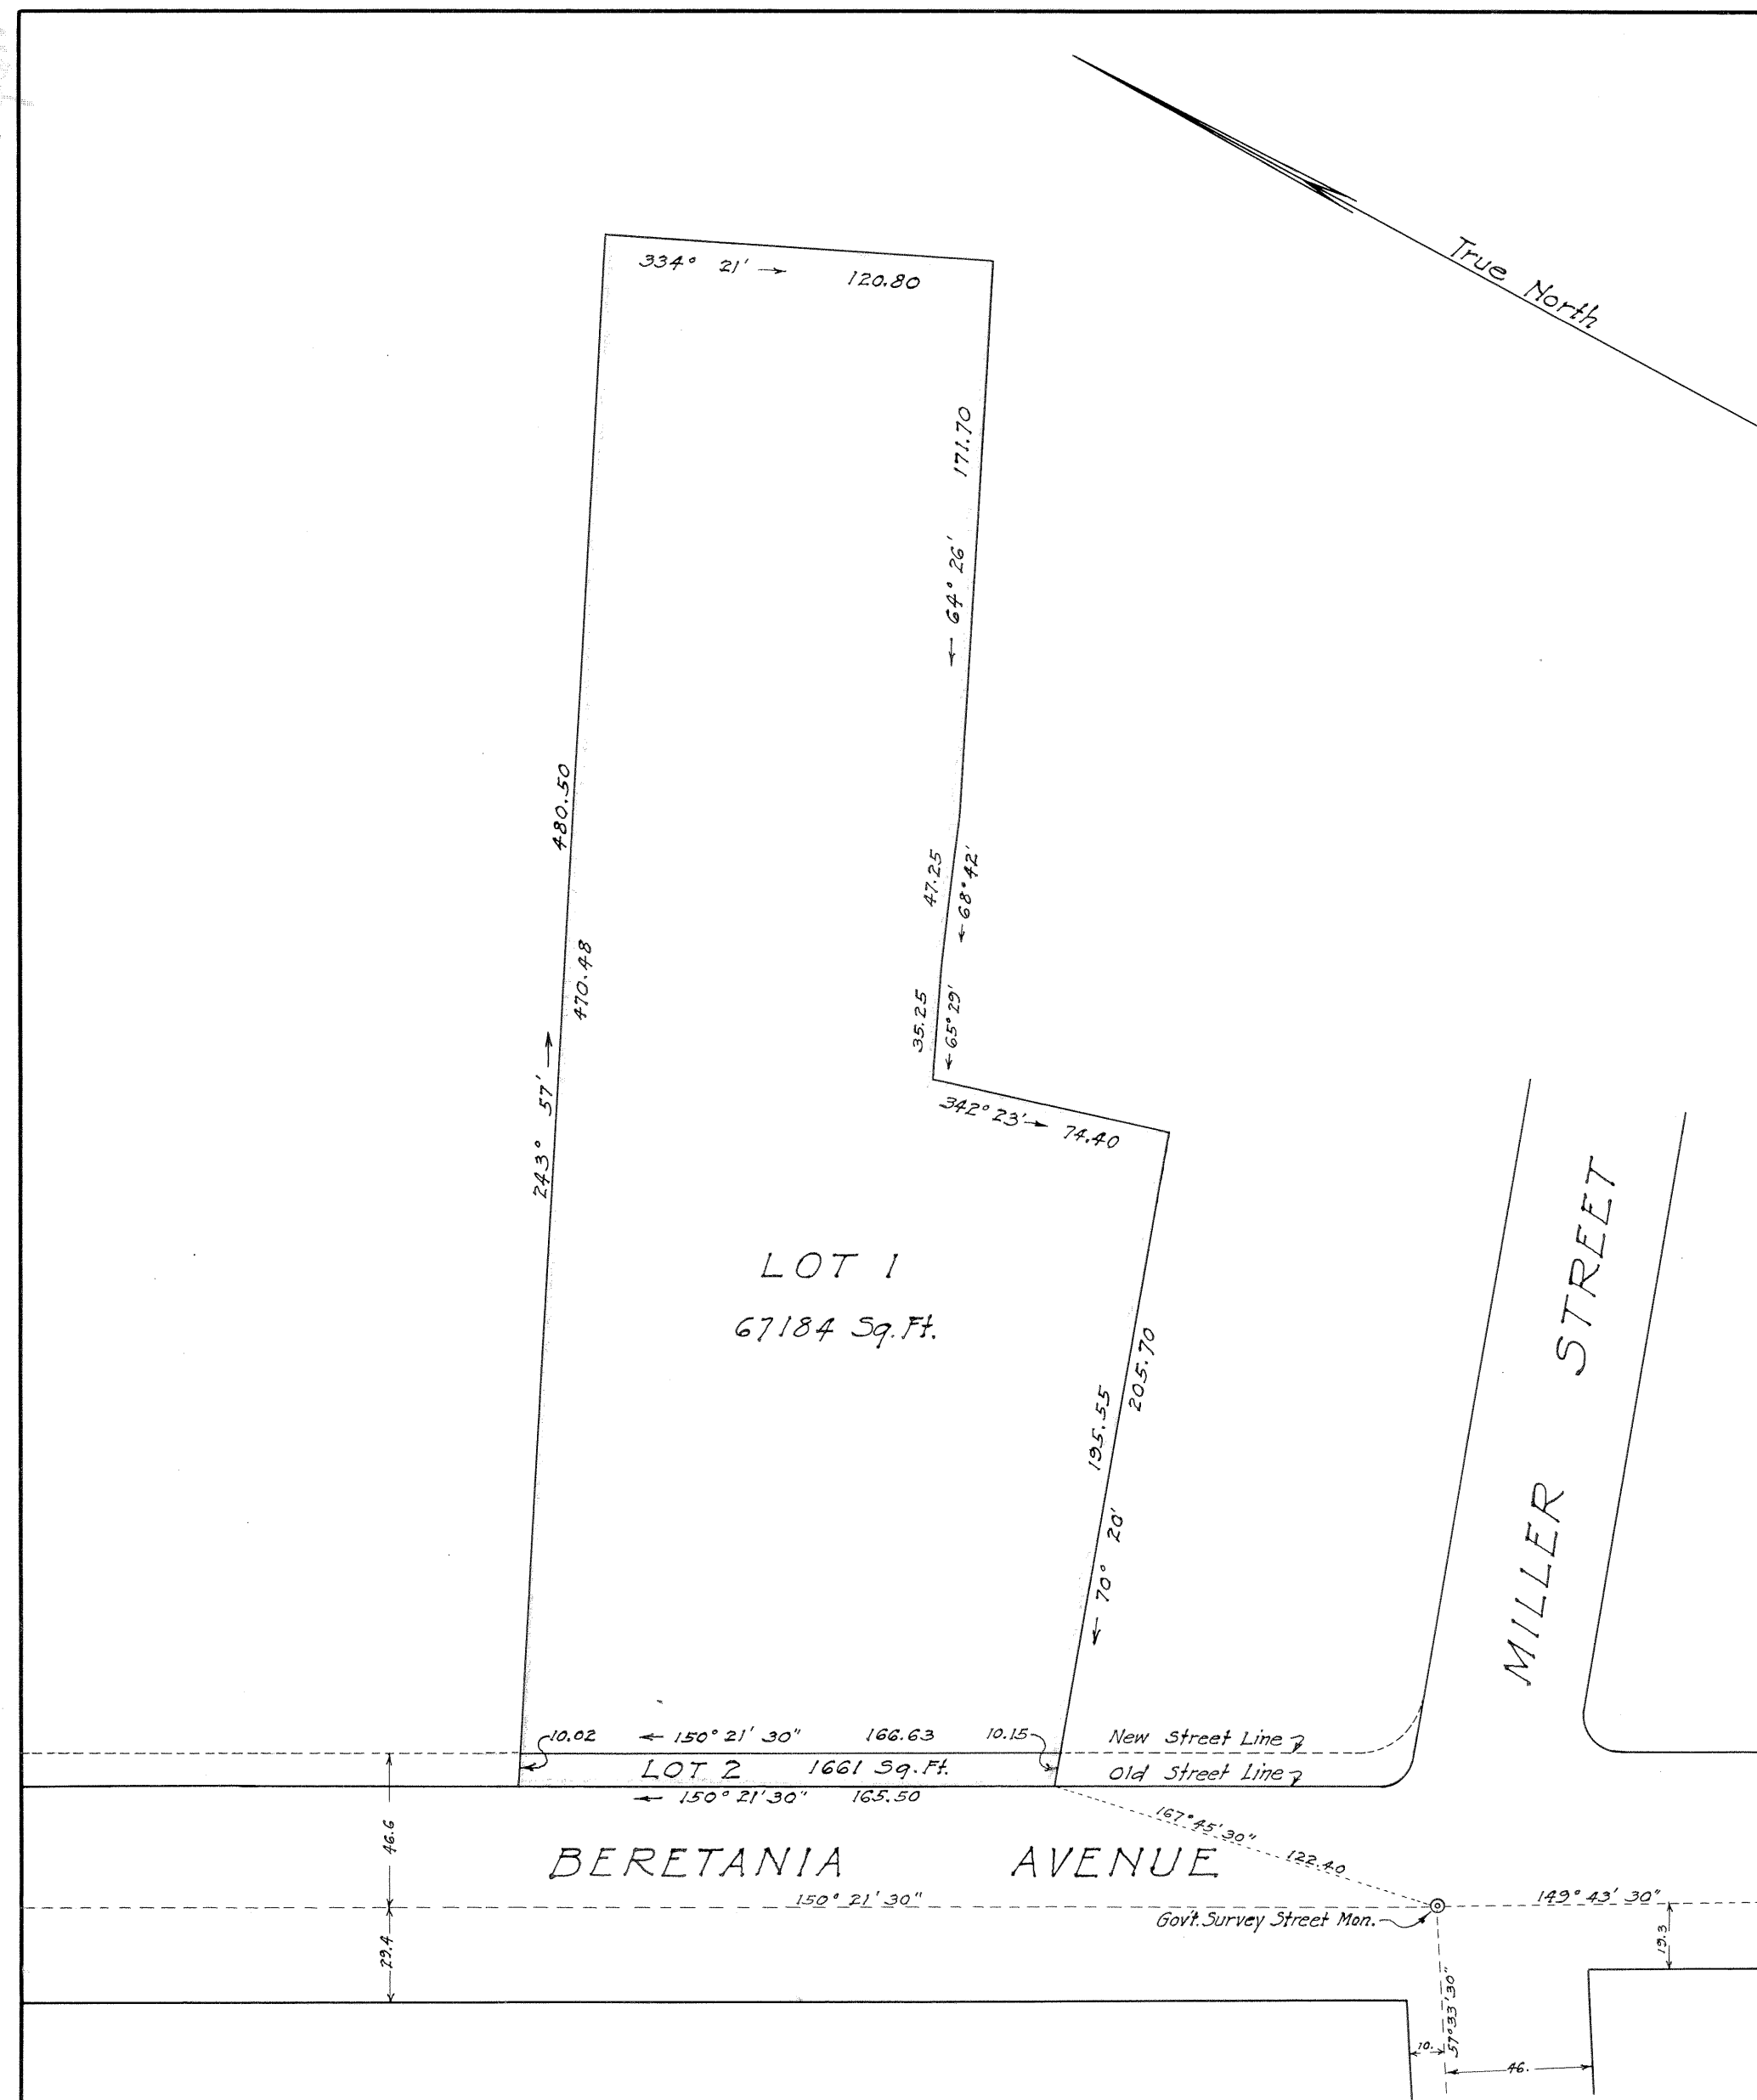 True North
334° 21' → 120.80
171.70
← 64° 26'
480.50
470.48
47.25
← 68° 42'
35.25
← 65° 29'
243° 57' →
342° 23' → 74.40
LOT 1
67184 Sq.Ft.
195.55
205.70
← 70° 20'
MILLER STREET
10.02 ← 150° 21' 30" 166.63 10.15
New Street Line
LOT 2 1661 Sq.Ft.
Old Street Line
← 150° 21' 30" 165.50
167° 45' 30" 122.40
46.6
BERETANIA AVENUE
150° 21' 30"
149° 43' 30"
Gov't. Survey Street Mon.
29.4
19.3
57° 33' 30"
10.
46.